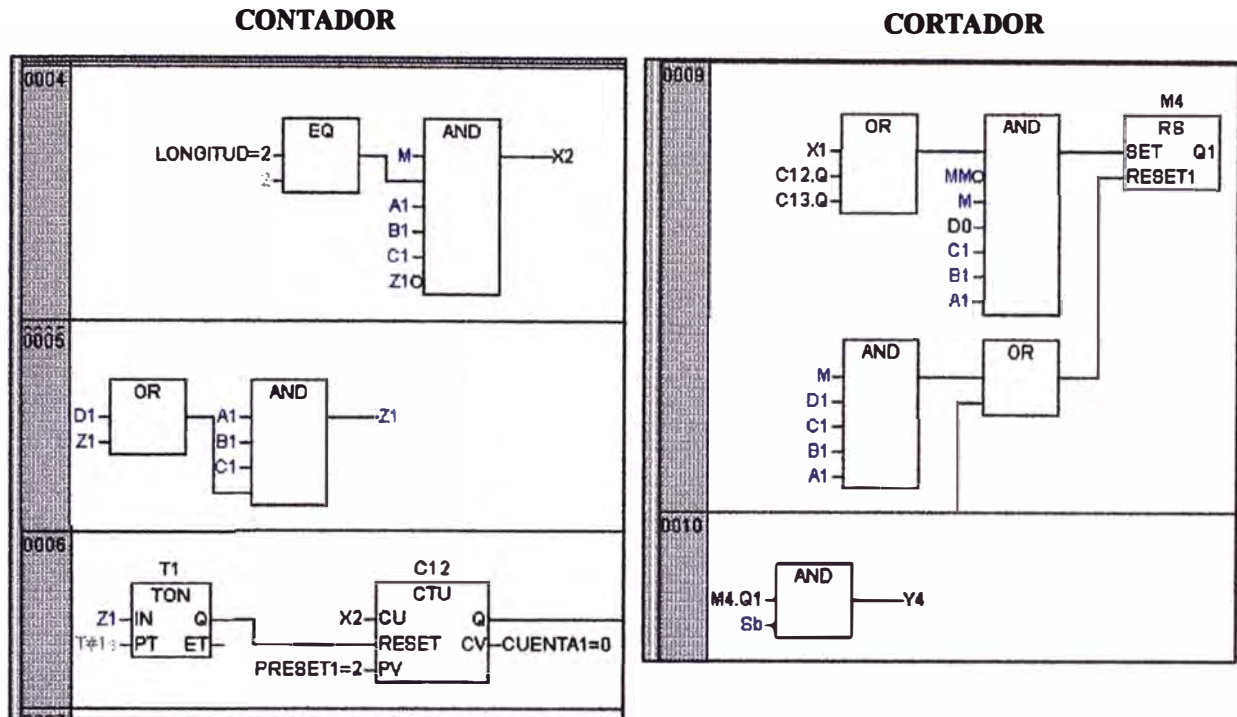 CONTADOR
0004
EQ
AND
LONGITUD=2
2
M
X2
A1
B1
C1
Z1
0005
OR
AND
D1
Z1
A1
B1
C1
Z1
0006
T1
TON
Z1
IN
Q
PT
ET
C12
CTU
X2
CU
Q
RESET
CV
CUENTA1=0
PRESET1=2
PV
CORTADOR
0009
M4
OR
AND
RS
X1
SET
Q1
C12.Q
MM
RESET1
C13.Q
M
D0
C1
B1
A1
AND
OR
M
D1
C1
B1
A1
0010
AND
M4.Q1
Y4
Sb